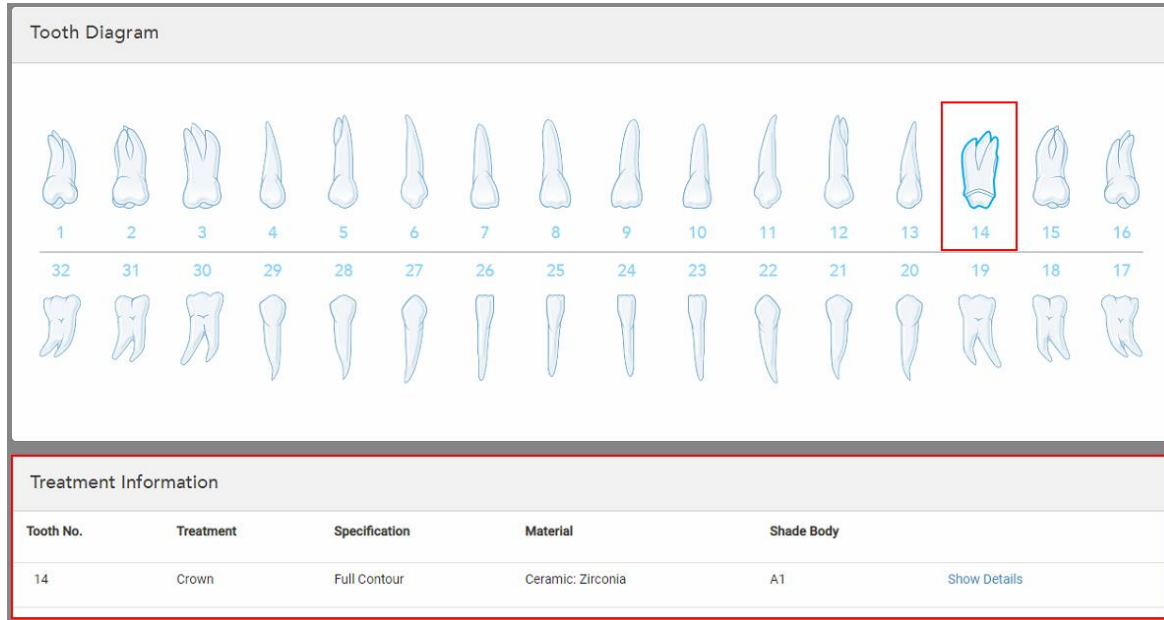 Tooth Diagram
1 2 3 4 5 6 7 8 9 10 11 12 13 14 15 16
32 31 30 29 28 27 26 25 24 23 22 21 20 19 18 17
Treatment Information
Tooth No. Treatment Specification Material Shade Body
14 Crown Full Contour Ceramic: Zirconia A1 Show Details